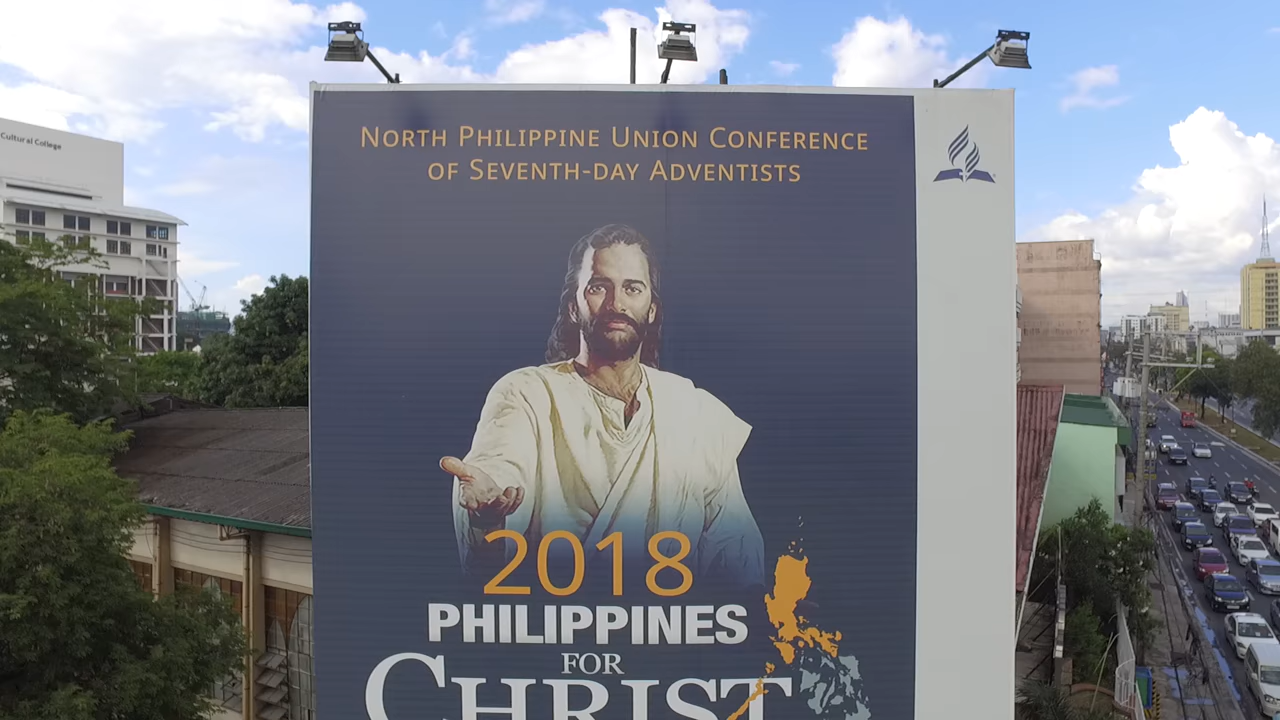 Cultural College
NORTH PHILIPPINE UNION CONFERENCE
OF SEVENTH-DAY ADVENTISTS
2018
PHILIPPINES
FOR
CHRIST